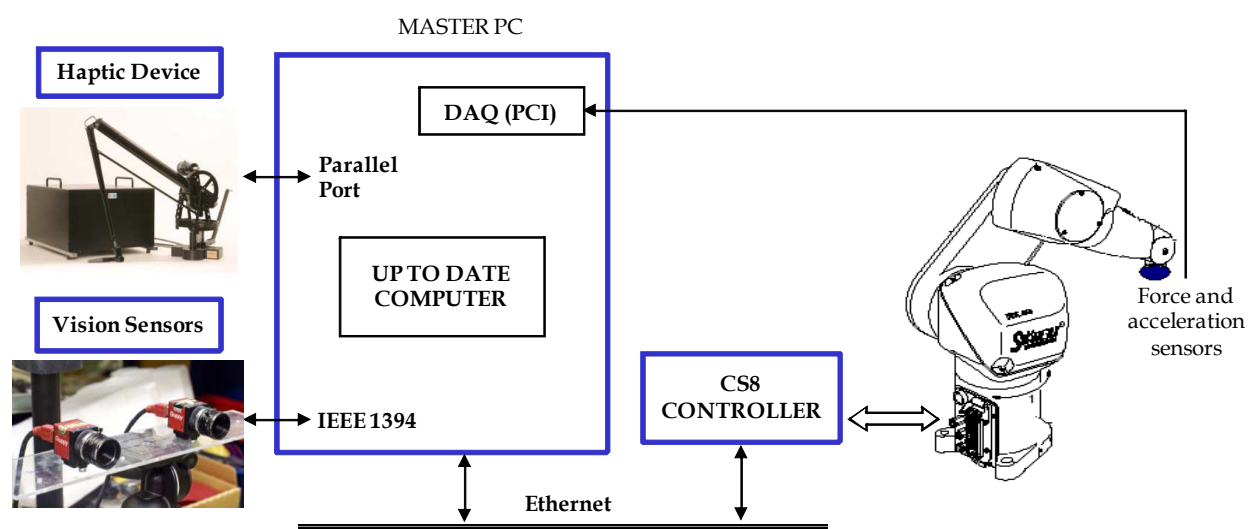 MASTER PC
Haptic Device
DAQ (PCI)
Parallel
Port
UP TO DATE
COMPUTER
Vision Sensors
IEEE 1394
CS8
CONTROLLER
Force and
acceleration
sensors
Ethernet